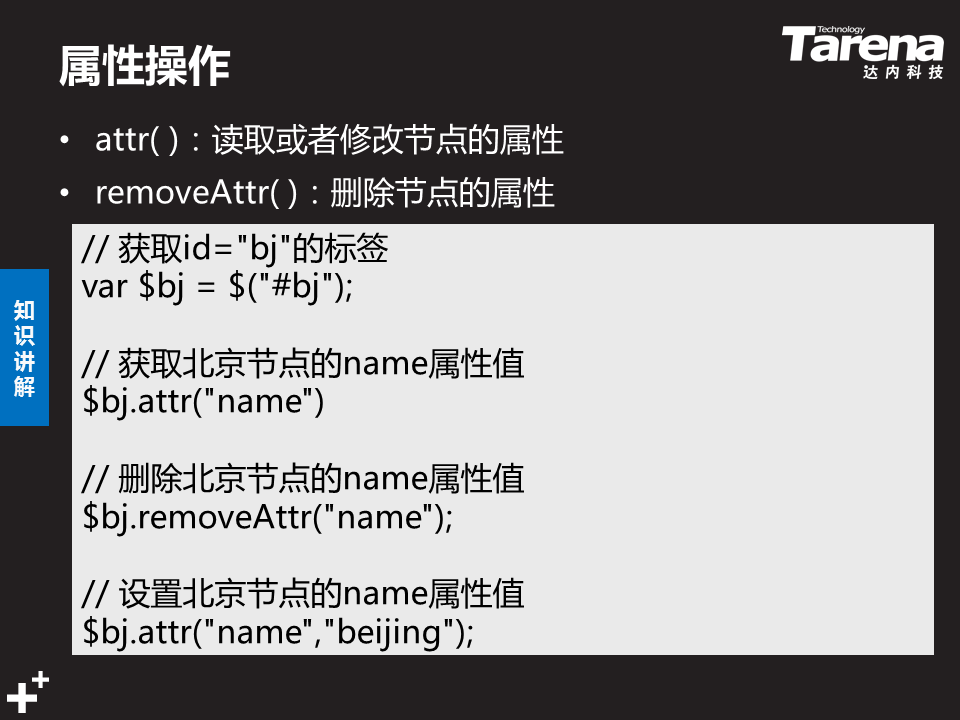 属性操作
Technology
Tarena
达内科技
• attr( )：读取或者修改节点的属性
• removeAttr( )：删除节点的属性
知识讲解
// 获取id="bj"的标签
var $bj = $("#bj");
// 获取北京节点的name属性值
$bj.attr("name")
// 删除北京节点的name属性值
$bj.removeAttr("name");
// 设置北京节点的name属性值
$bj.attr("name","beijing");